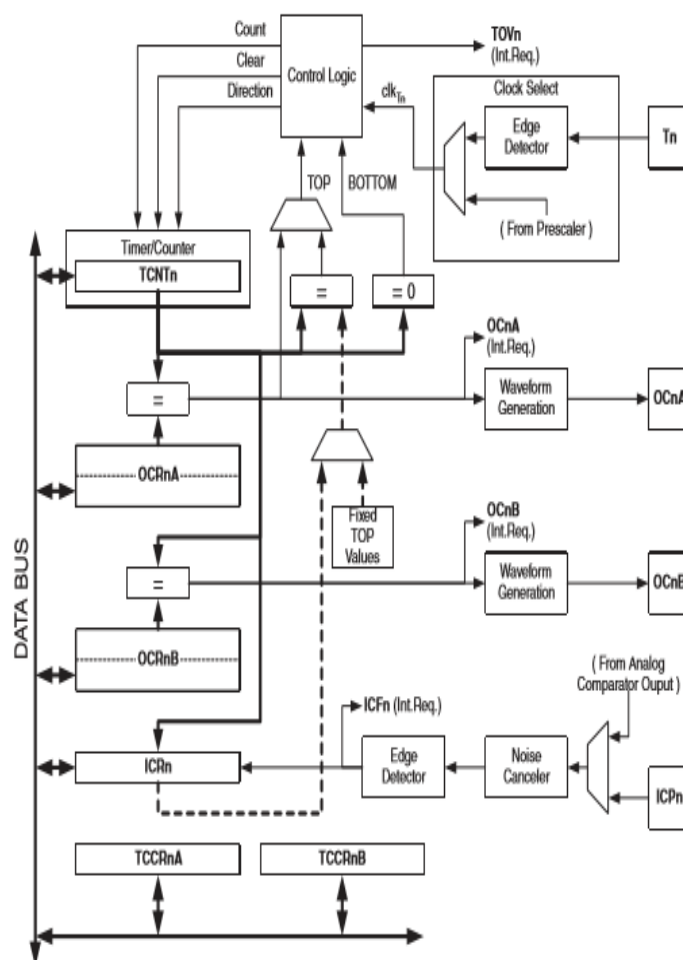 Count
Clear
Direction
Control Logic
TOVn
(Int.Req.)
clkTn
Clock Select
Edge
Detector
Tn
( From Prescaler )
TOP
BOTTOM
Timer/Counter
TCNTn
=
= 0
OCnA
(Int.Req.)
=
Waveform
Generation
OCnA
OCRnA
Fixed
TOP
Values
OCnB
(Int.Req.)
=
Waveform
Generation
OCnB
OCRnB
DATA BUS
( From Analog
Comparator Ouput )
ICFn (Int.Req.)
ICRn
Edge
Detector
Noise
Canceler
ICPn
TCCRnA
TCCRnB